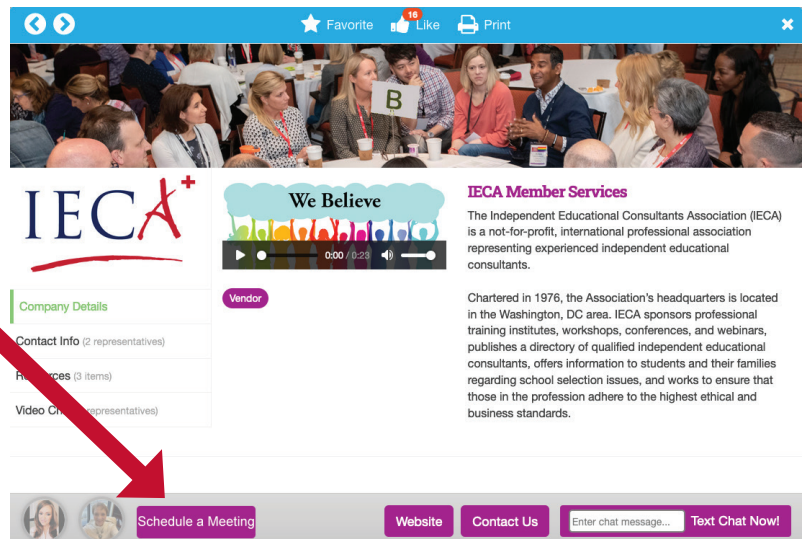 Favorite
16
Like
Print
B
IECA+
We Believe
0:00 / 0:23
Vendor
Company Details
Contact Info (2 representatives)
(3 items)
Video representatives)
IECA Member Services
The Independent Educational Consultants Association (IECA)
is a not-for-profit, international professional association
representing experienced independent educational
consultants.
Chartered in 1976, the Association's headquarters is located
in the Washington, DC area. IECA sponsors professional
training institutes, workshops, conferences, and webinars,
publishes a directory of qualified independent educational
consultants, offers information to students and their families
regarding school selection issues, and works to ensure that
those in the profession adhere to the highest ethical and
business standards.
Schedule a Meeting
Website
Contact Us
Enter chat message...
Text Chat Now!